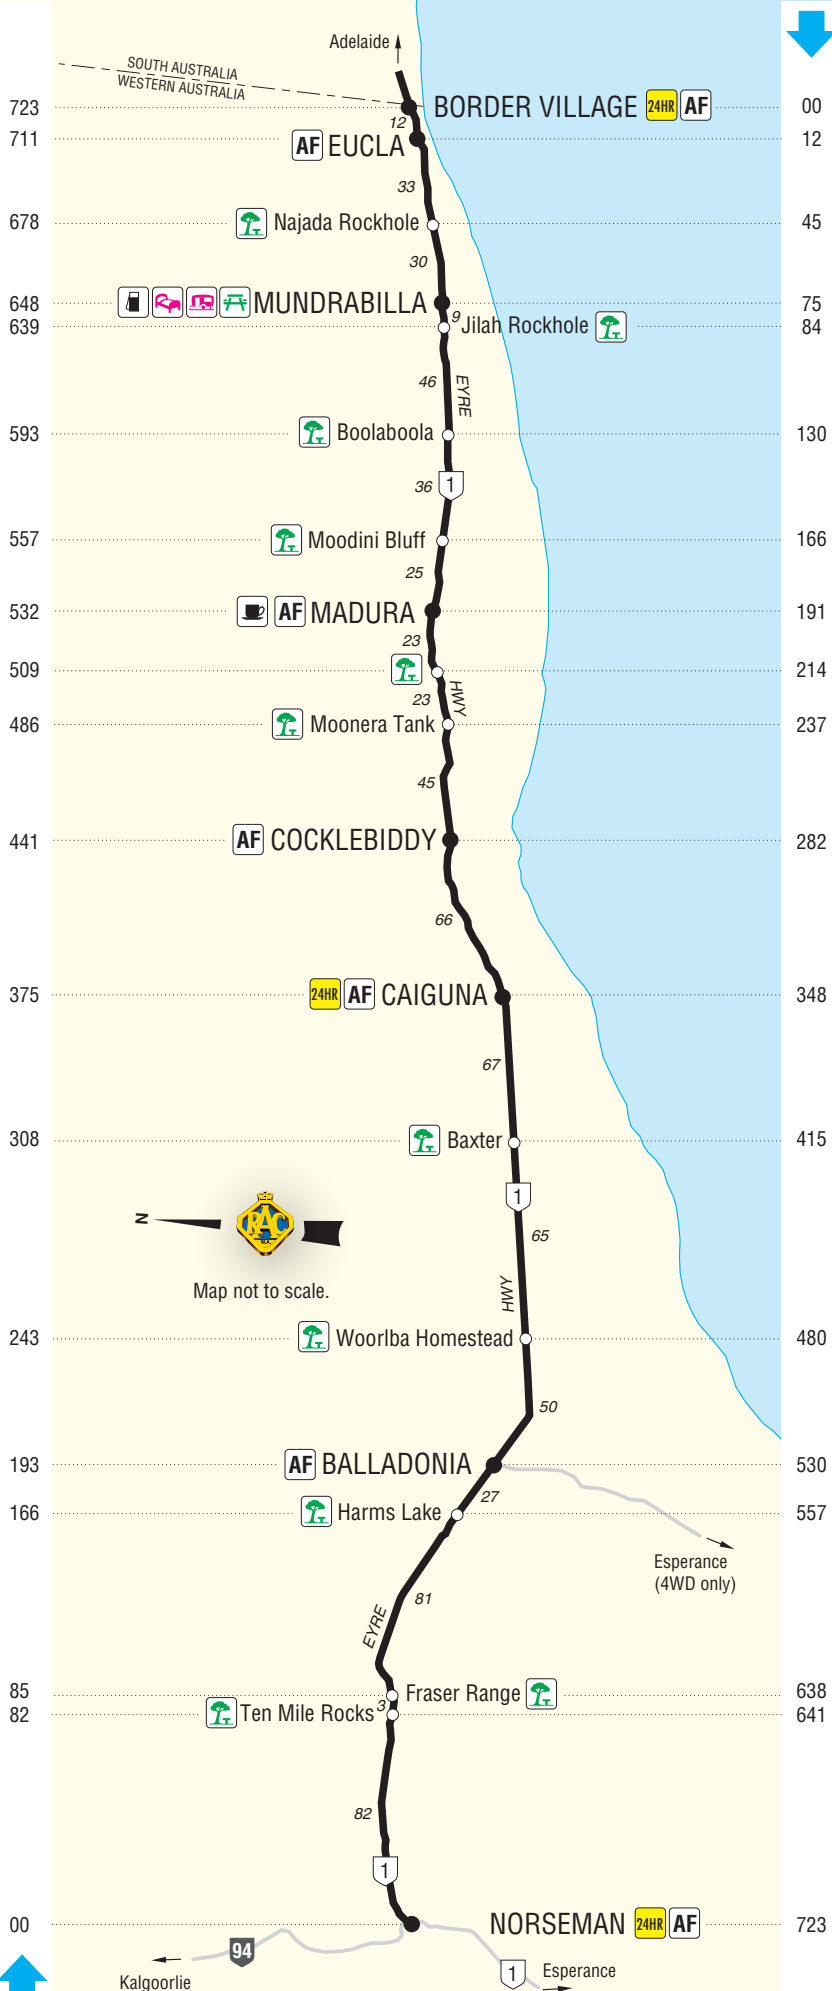 Adelaide
SOUTH AUSTRALIA
WESTERN AUSTRALIA
723 BORDER VILLAGE 24HR AF 00
12
711 AF EUCLA 12
33
678 Najada Rockhole 45
30
648 MUNDRABILLA 75
9
639 Jilah Rockhole 84
46 EYRE
593 Boolaboola 130
36 1
557 Moodini Bluff 166
25
532 AF MADURA 191
23
509 214
23 HWY
486 Moonera Tank 237
45
441 AF COCKLEBIDDY 282
66
375 24HR AF CAIGUNA 348
67
308 Baxter 415
1
N RAC
65
Map not to scale.
HWY
243 Woorlba Homestead 480
50
193 AF BALLADONIA 530
27
166 Harms Lake 557
Esperance
(4WD only)
81
EYRE
85 Fraser Range 638
3
82 Ten Mile Rocks 641
82
1
00 NORSEMAN 24HR AF 723
94
Kalgoorlie
1 Esperance